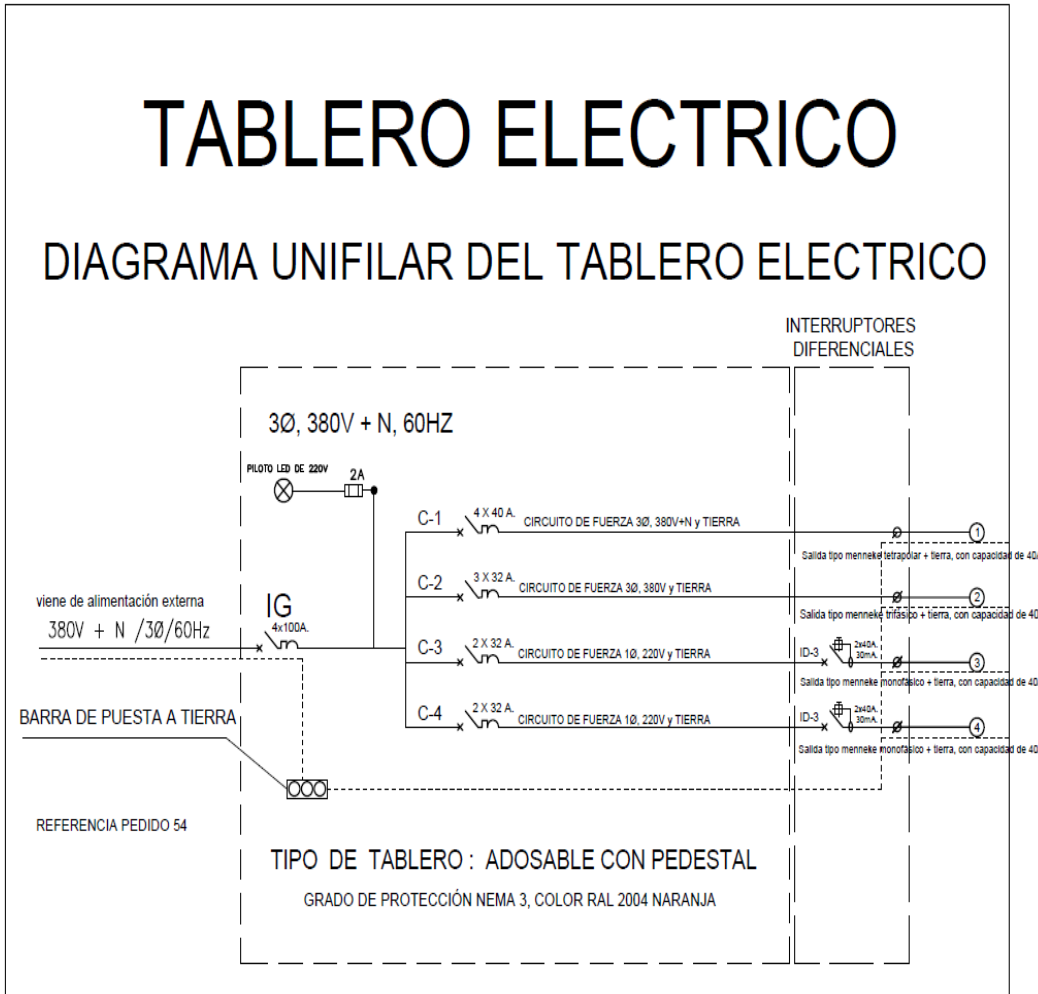 TABLERO ELECTRICO
DIAGRAMA UNIFILAR DEL TABLERO ELECTRICO
INTERRUPTORES
DIFERENCIALES
3Ø, 380V + N, 60HZ
PILOTO LED DE 220V
2A
C-1
4 X 40 A.
CIRCUITO DE FUERZA 3Ø, 380V+N y TIERRA
1
Salida tipo menneke tetrapolar + tierra, con capacidad de 40A
C-2
3 X 32 A.
CIRCUITO DE FUERZA 3Ø, 380V y TIERRA
2
Salida tipo menneke trifásico + tierra, con capacidad de 40
viene de alimentación externa
380V + N /3Ø/60Hz
IG
4x100A.
C-3
2 X 32 A.
CIRCUITO DE FUERZA 1Ø, 220V y TIERRA
ID-3
2x40A.
30mA.
3
Salida tipo menneke monofásico + tierra, con capacidad de 40
C-4
2 X 32 A.
CIRCUITO DE FUERZA 1Ø, 220V y TIERRA
ID-3
2x40A.
30mA.
4
Salida tipo menneke monofásico + tierra, con capacidad de 40
BARRA DE PUESTA A TIERRA
REFERENCIA PEDIDO 54
TIPO DE TABLERO : ADOSABLE CON PEDESTAL
GRADO DE PROTECCIÓN NEMA 3, COLOR RAL 2004 NARANJA